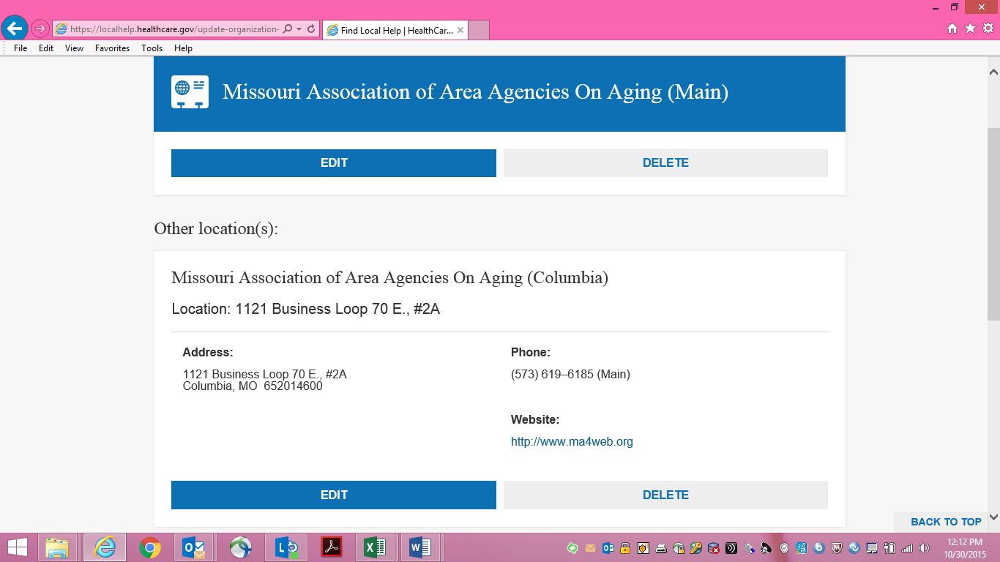 https://localhelp.healthcare.gov/update-organization-
Find Local Help | HealthCar...
File Edit View Favorites Tools Help
Missouri Association of Area Agencies On Aging (Main)
EDIT
DELETE
Other location(s):
Missouri Association of Area Agencies On Aging (Columbia)
Location: 1121 Business Loop 70 E., #2A
Address:
1121 Business Loop 70 E., #2A
Columbia, MO  652014600
Phone:
(573) 619–6185 (Main)
Website:
http://www.ma4web.org
EDIT
DELETE
BACK TO TOP
12:12 PM
10/30/2015